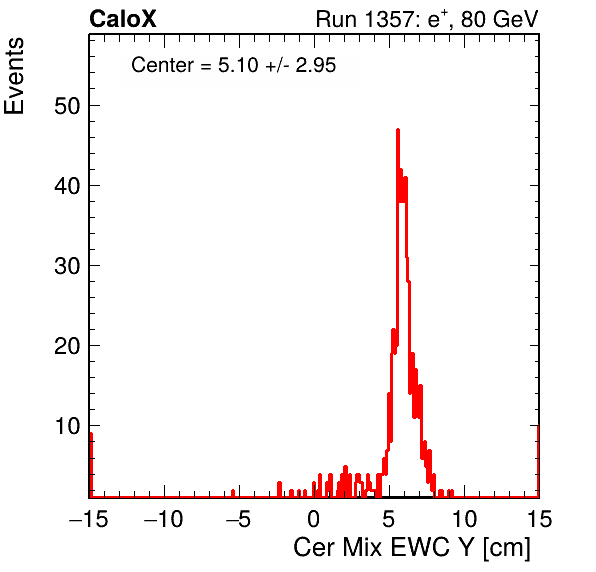 CaloX
Run 1357: e⁺, 80 GeV
Events
Center = 5.10 +/- 2.95
50
40
30
20
10
−15 −10 −5 0 5 10 15
Cer Mix EWC Y [cm]